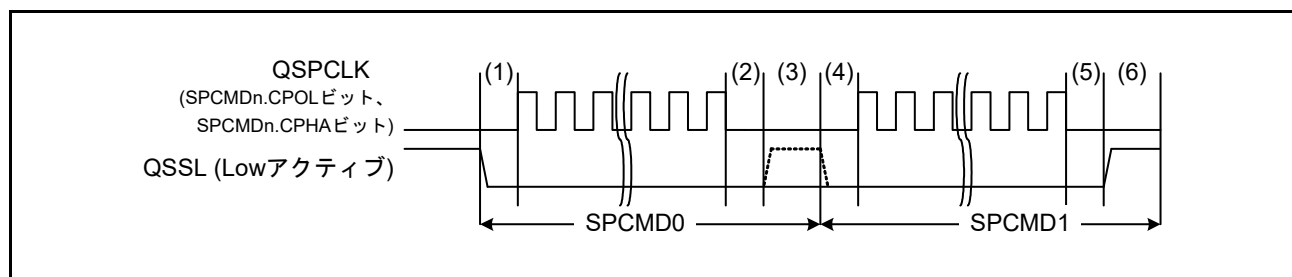 QSPCLK
(SPCMDn.CPOLビット、
SPCMDn.CPHAビット)
QSSL (Lowアクティブ)
(1)
(2)
(3)
(4)
(5)
(6)
SPCMD0
SPCMD1